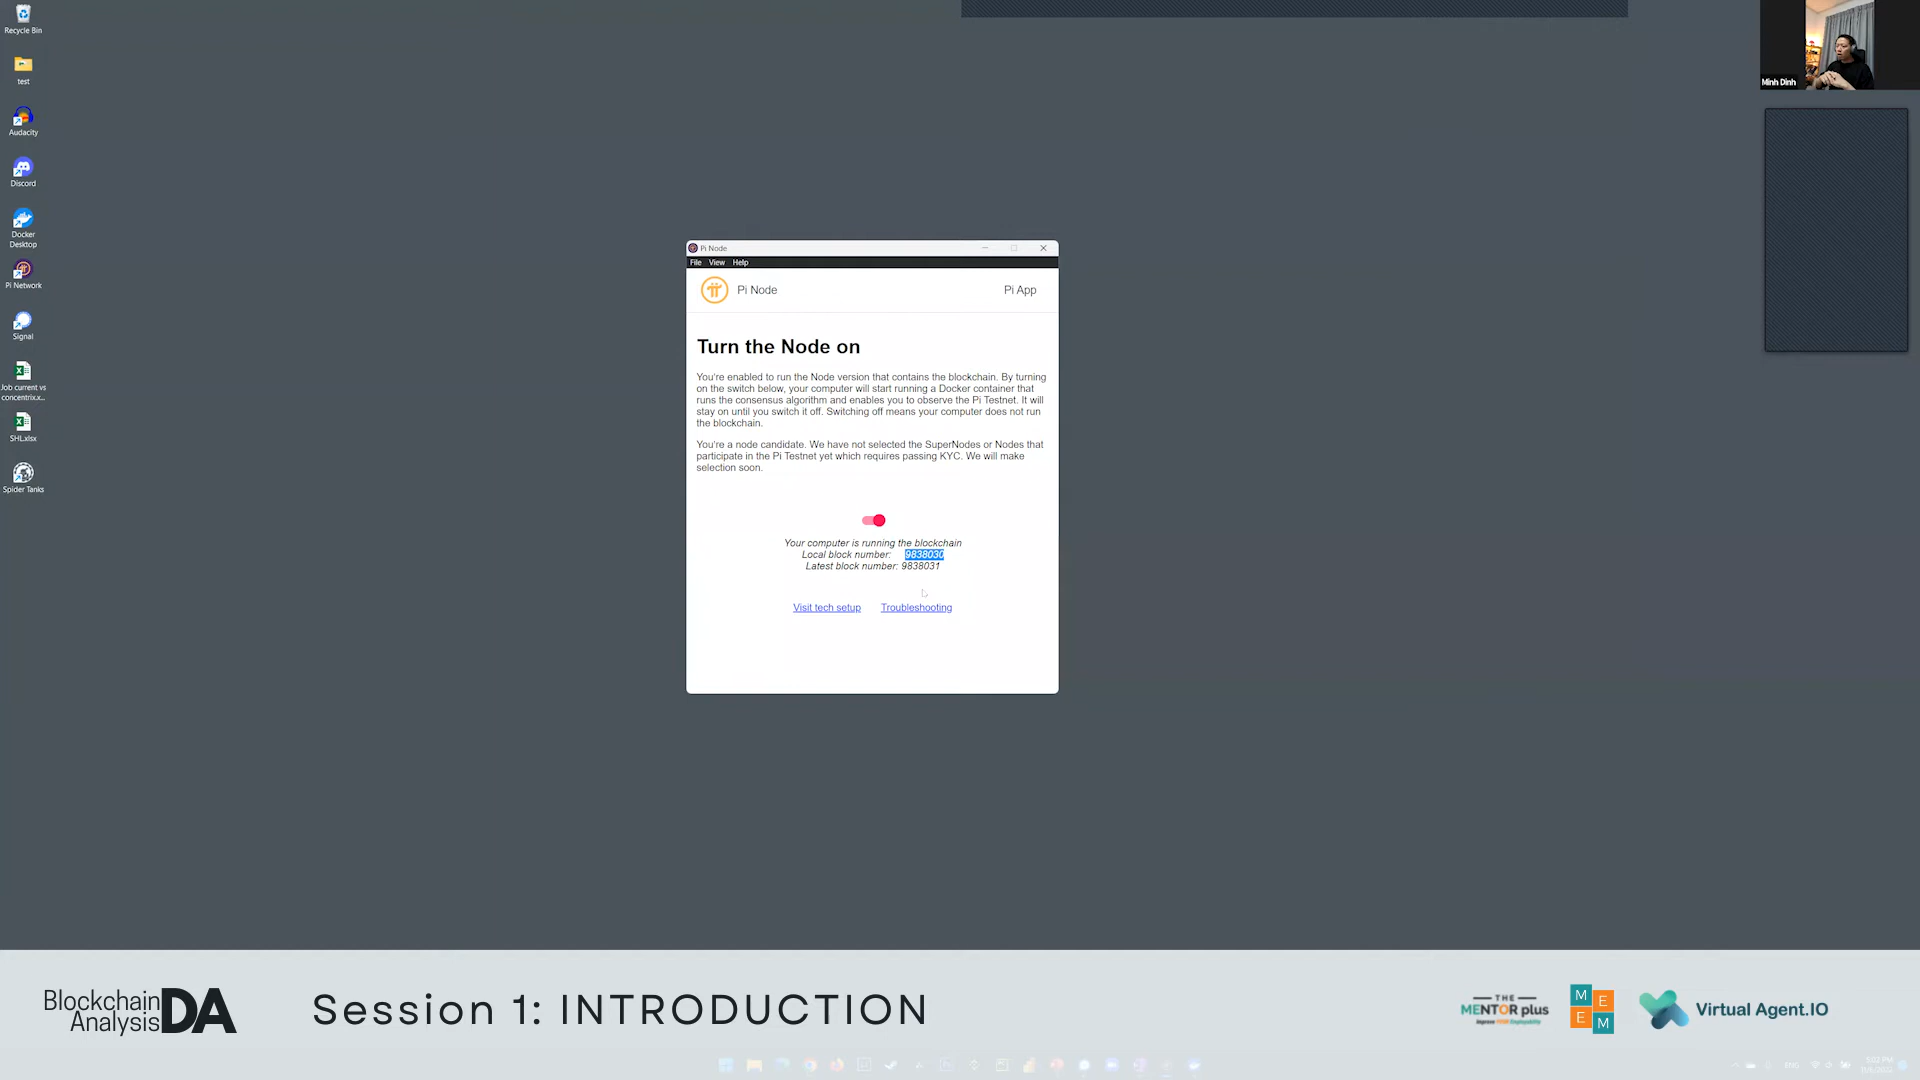 Recycle Bin
test
Audacity
Discord
Docker
Desktop
Pi Network
Signal
Job current vs
concentrix.x...
SHL.xlsx
Spider Tanks
Minh Dinh
Pi Node
File View Help
Pi Node
Pi App
Turn the Node on
You're enabled to run the Node version that contains the blockchain. By turning
on the switch below, your computer will start running a Docker container that
runs the consensus algorithm and enables you to observe the Pi Testnet. It will
stay on until you switch it off. Switching off means your computer does not run
the blockchain.
You're a node candidate. We have not selected the SuperNodes or Nodes that
participate in the Pi Testnet yet which requires passing KYC. We will make
selection soon.
Your computer is running the blockchain
Local block number: 9838030
Latest block number: 9838031
Visit tech setup Troubleshooting
Blockchain
Analysis DA
Session 1: INTRODUCTION
THE
MENTOR plus
M E
E M
Virtual Agent.IO